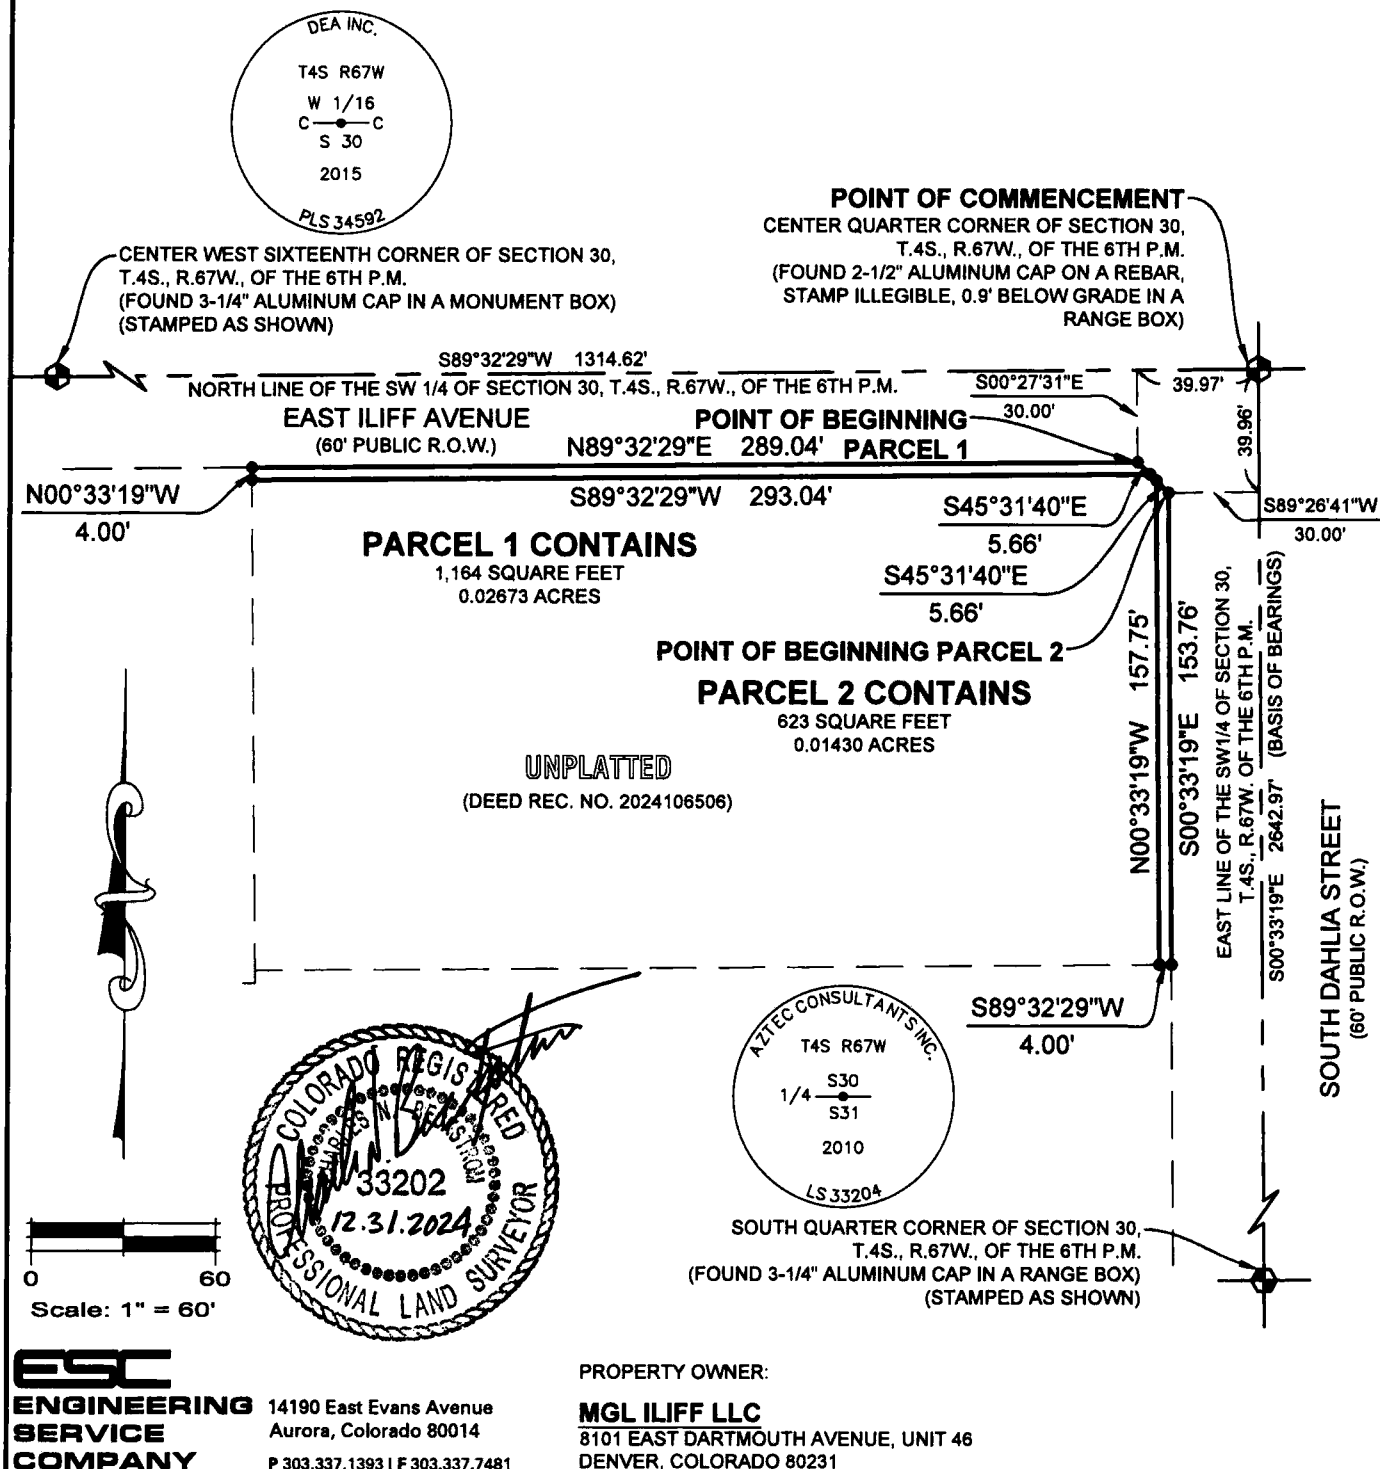 DEA INC.
T4S R67W
W 1/16
C C
S 30
2015
PLS 34592
CENTER WEST SIXTEENTH CORNER OF SECTION 30,
T.4S., R.67W., OF THE 6TH P.M.
(FOUND 3-1/4" ALUMINUM CAP IN A MONUMENT BOX)
(STAMPED AS SHOWN)
POINT OF COMMENCEMENT
CENTER QUARTER CORNER OF SECTION 30,
T.4S., R.67W., OF THE 6TH P.M.
(FOUND 2-1/2" ALUMINUM CAP ON A REBAR,
STAMP ILLEGIBLE, 0.9' BELOW GRADE IN A
RANGE BOX)
S89°32'29"W 1314.62'
NORTH LINE OF THE SW 1/4 OF SECTION 30, T.4S., R.67W., OF THE 6TH P.M.
S00°27'31"E
30.00'
39.97'
39.96'
EAST ILIFF AVENUE
(60' PUBLIC R.O.W.)
POINT OF BEGINNING
PARCEL 1
N89°32'29"E 289.04'
N00°33'19"W
4.00'
S89°32'29"W 293.04'
S45°31'40"E
5.66'
S89°26'41"W
30.00'
PARCEL 1 CONTAINS
1,164 SQUARE FEET
0.02673 ACRES
S45°31'40"E
5.66'
POINT OF BEGINNING PARCEL 2
PARCEL 2 CONTAINS
623 SQUARE FEET
0.01430 ACRES
N00°33'19"W 157.75'
S00°33'19"E 153.76'
EAST LINE OF THE SW1/4 OF SECTION 30,
T.4S., R.67W. OF THE 6TH P.M.
S00°33'19"E 2642.97' (BASIS OF BEARINGS)
UNPLATTED
(DEED REC. NO. 2024106506)
SOUTH DAHLIA STREET
(60' PUBLIC R.O.W.)
S89°32'29"W
4.00'
AZTEC CONSULTANTS INC.
T4S R67W
S30
1/4
S31
2010
LS 33204
COLORADO REGISTERED
CHARLES N. BECKSTROM
33202
12.31.2024
PROFESSIONAL LAND SURVEYOR
SOUTH QUARTER CORNER OF SECTION 30,
T.4S., R.67W., OF THE 6TH P.M.
(FOUND 3-1/4" ALUMINUM CAP IN A RANGE BOX)
(STAMPED AS SHOWN)
0 60
Scale: 1" = 60'
ESC
ENGINEERING
SERVICE
COMPANY
14190 East Evans Avenue
Aurora, Colorado 80014
P 303.337.1393 | F 303.337.7481
PROPERTY OWNER:
MGL ILIFF LLC
8101 EAST DARTMOUTH AVENUE, UNIT 46
DENVER, COLORADO 80231